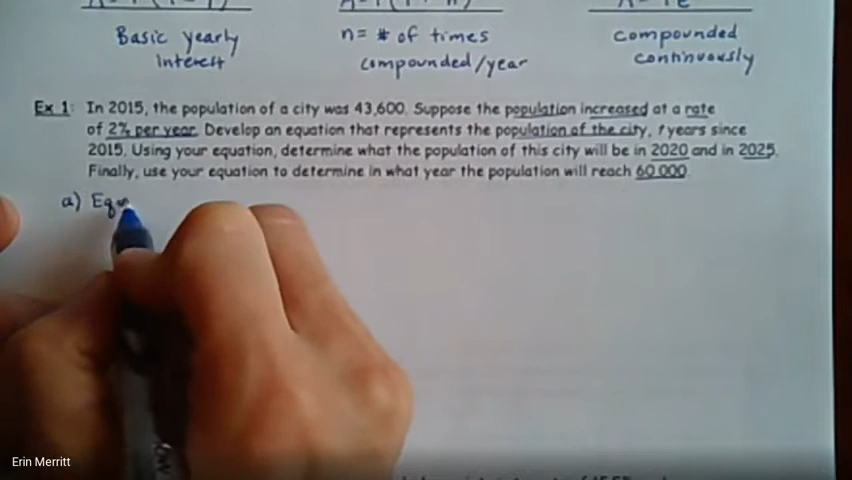 Basic yearly
Interest
n = # of times
compounded/year
compounded
continuously
Ex 1: In 2015, the population of a city was 43,600. Suppose the population increased at a rate
of 2% per year. Develop an equation that represents the population of the city, t years since
2015. Using your equation, determine what the population of this city will be in 2020 and in 2025.
Finally, use your equation to determine in what year the population will reach 60 000.
a) Equ
Erin Merritt